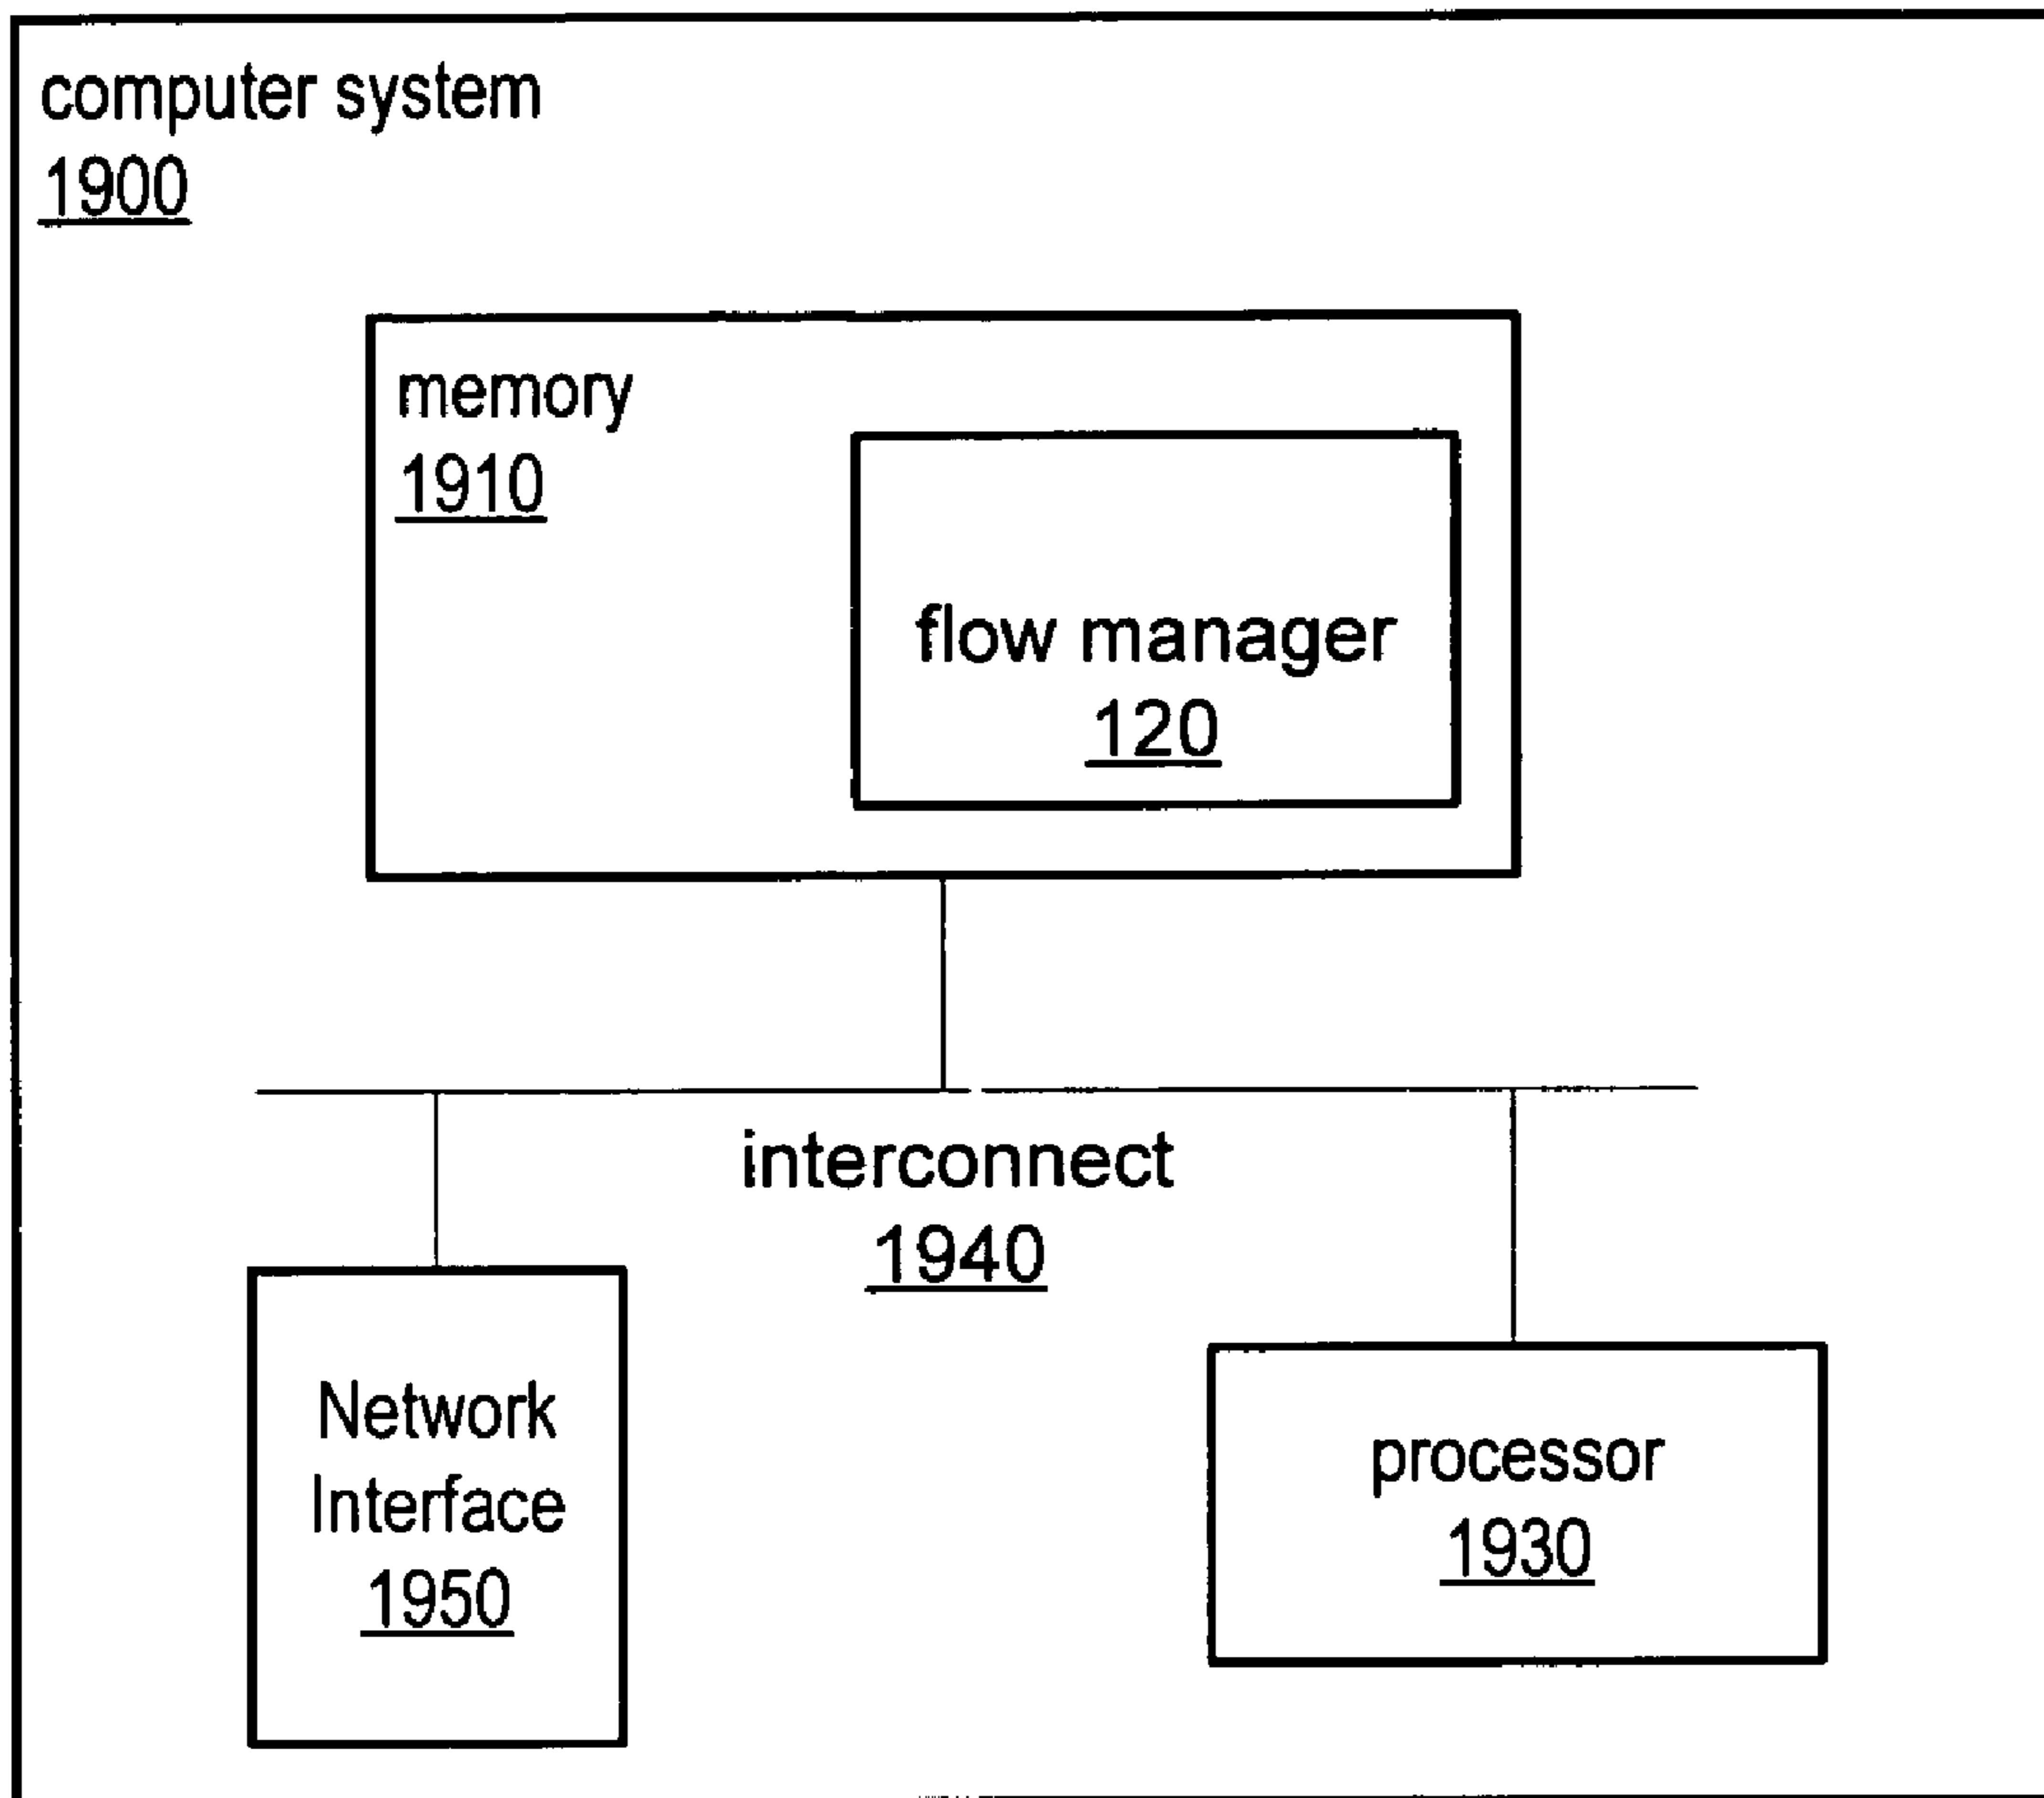 computer system
1900
memory
1910
flow manager
120
interconnect
1940
Network
Interface
1950
processor
1930